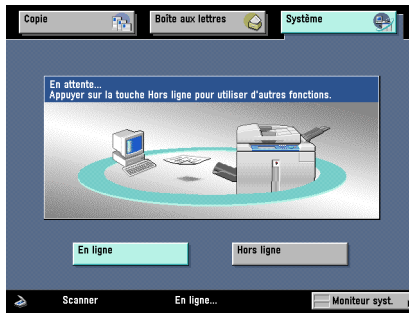 Copie
Boîte aux lettres
Système
En attente...
Appuyer sur la touche Hors ligne pour utiliser d'autres fonctions.
En ligne
Hors ligne
Scanner
En ligne...
Moniteur syst.